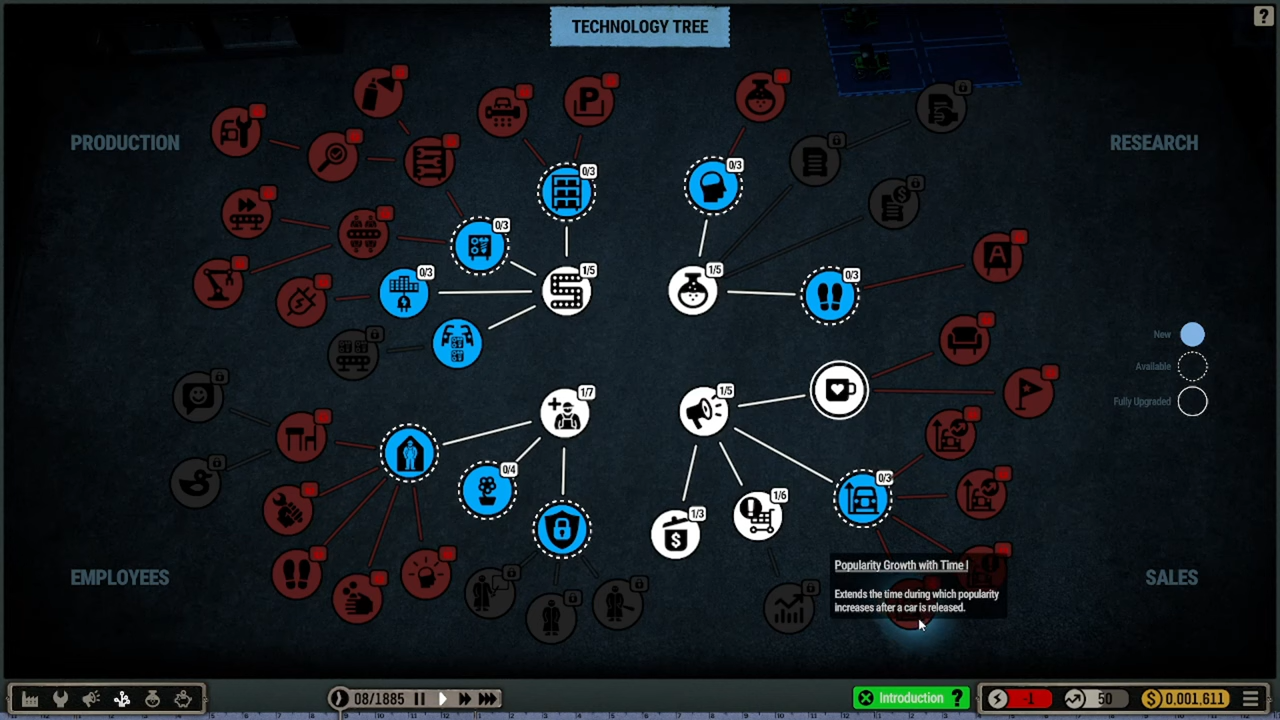 TECHNOLOGY TREE
?
PRODUCTION
RESEARCH
P
A
0/3
0/3
0/3
0/3
1/5
1/5
0/3
New
Available
Fully Upgraded
1/7
1/5
0/4
0/3
1/3
1/6
EMPLOYEES
SALES
Popularity Growth with Time I
Extends the time during which popularity
increases after a car is released.
08/1885
Introduction ?
-1
50
0.001,611